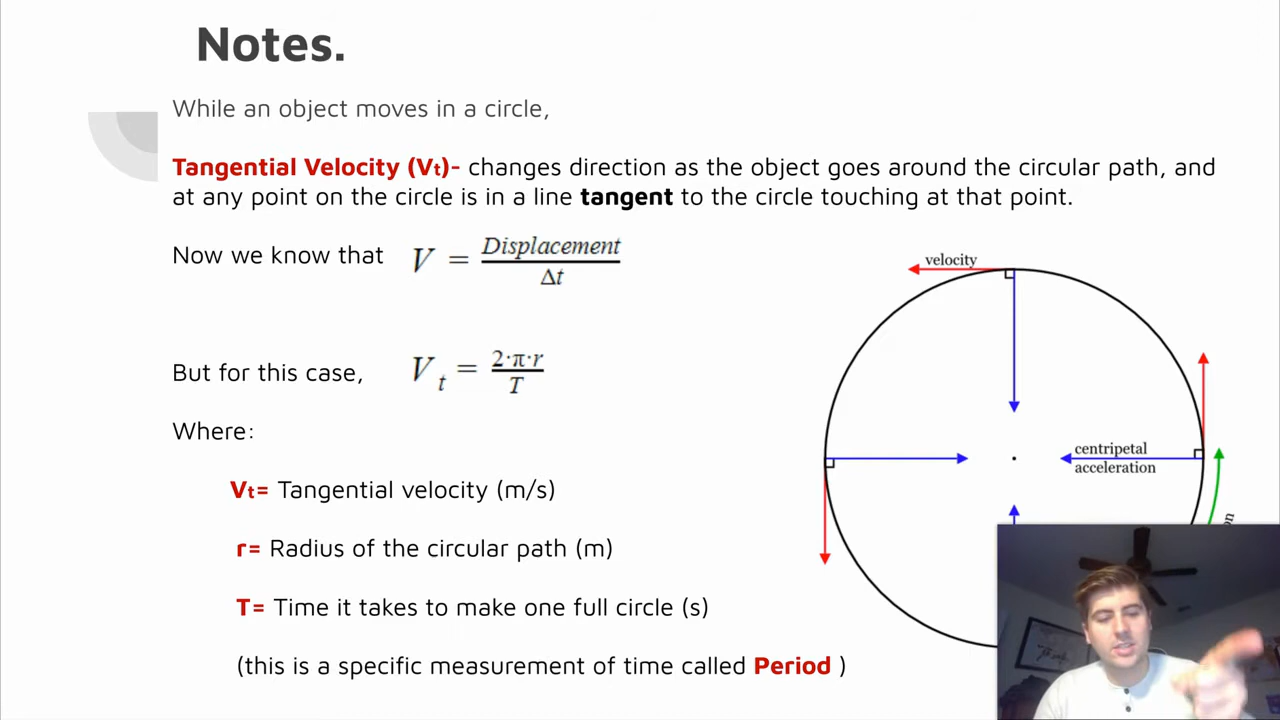 Notes.
While an object moves in a circle,
Tangential Velocity (Vt)- changes direction as the object goes around the circular path, and
at any point on the circle is in a line tangent to the circle touching at that point.
Now we know that V = Displacement / Δt
velocity
But for this case, V t = 2·π·r / T
Where:
centripetal
acceleration
Vt= Tangential velocity (m/s)
r= Radius of the circular path (m)
T= Time it takes to make one full circle (s)
(this is a specific measurement of time called Period )